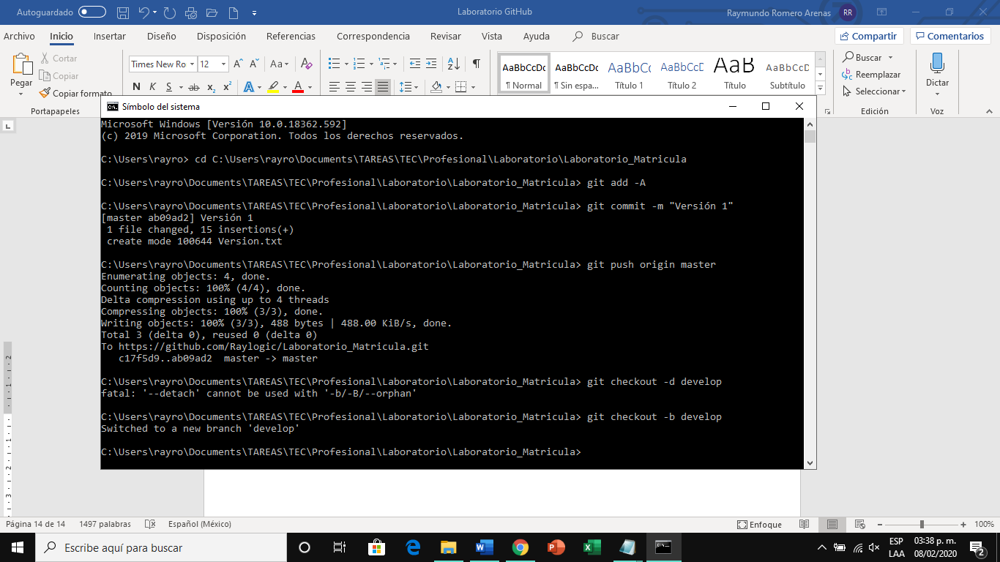 Autoguardado
Laboratorio GitHub
Raymundo Romero Arenas
RR
Archivo Inicio Insertar Diseño Disposición Referencias Correspondencia Revisar Vista Ayuda Buscar
Compartir
Comentarios
Pegar
Cortar
Copiar
Copiar formato
Portapapeles
Times New Ro
12
Aa
N K S ab x₂ x²
AaBbCcDc
¶ Normal
AaBbCcDc
¶ Sin espa...
AaBbCc
Título 1
AaBbCcD
Título 2
AaB
Título
AaBbCcD
Subtítulo
Buscar
Reemplazar
Seleccionar
Edición
Dictar
Voz
Símbolo del sistema
Microsoft Windows [Versión 10.0.18362.592]
(c) 2019 Microsoft Corporation. Todos los derechos reservados.
C:\Users\rayro> cd C:\Users\rayro\Documents\TAREAS\TEC\Profesional\Laboratorio\Laboratorio_Matricula
C:\Users\rayro\Documents\TAREAS\TEC\Profesional\Laboratorio\Laboratorio_Matricula> git add -A
C:\Users\rayro\Documents\TAREAS\TEC\Profesional\Laboratorio\Laboratorio_Matricula> git commit -m "Versión 1"
[master ab09ad2] Versión 1
1 file changed, 15 insertions(+)
create mode 100644 Version.txt
C:\Users\rayro\Documents\TAREAS\TEC\Profesional\Laboratorio\Laboratorio_Matricula> git push origin master
Enumerating objects: 4, done.
Counting objects: 100% (4/4), done.
Delta compression using up to 4 threads
Compressing objects: 100% (3/3), done.
Writing objects: 100% (3/3), 488 bytes | 488.00 KiB/s, done.
Total 3 (delta 0), reused 0 (delta 0)
To https://github.com/Raylogic/Laboratorio_Matricula.git
c17f5d9..ab09ad2  master -> master
C:\Users\rayro\Documents\TAREAS\TEC\Profesional\Laboratorio\Laboratorio_Matricula> git checkout -d develop
fatal: '--detach' cannot be used with '-b/-B/--orphan'
C:\Users\rayro\Documents\TAREAS\TEC\Profesional\Laboratorio\Laboratorio_Matricula> git checkout -b develop
Switched to a new branch 'develop'
C:\Users\rayro\Documents\TAREAS\TEC\Profesional\Laboratorio\Laboratorio_Matricula>
Página 14 de 14
1497 palabras
Español (México)
Enfoque
100%
Escribe aquí para buscar
ESP
LAA
03:38 p. m.
08/02/2020
2